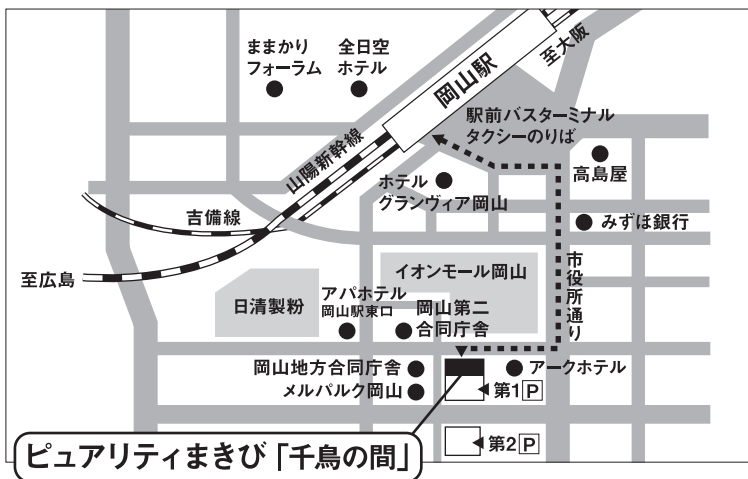 ままかり
フォーラム
全日空
ホテル
岡山駅
至大阪
駅前バスターミナル
タクシーのりば
山陽新幹線
高島屋
ホテル
グランヴィア岡山
吉備線
みずほ銀行
至広島
市役所通り
イオンモール岡山
日清製粉
アパホテル
岡山駅東口
岡山第二
合同庁舎
岡山地方合同庁舎
アークホテル
メルパルク岡山
第1P
ピュアリティまきび「千鳥の間」
第2P